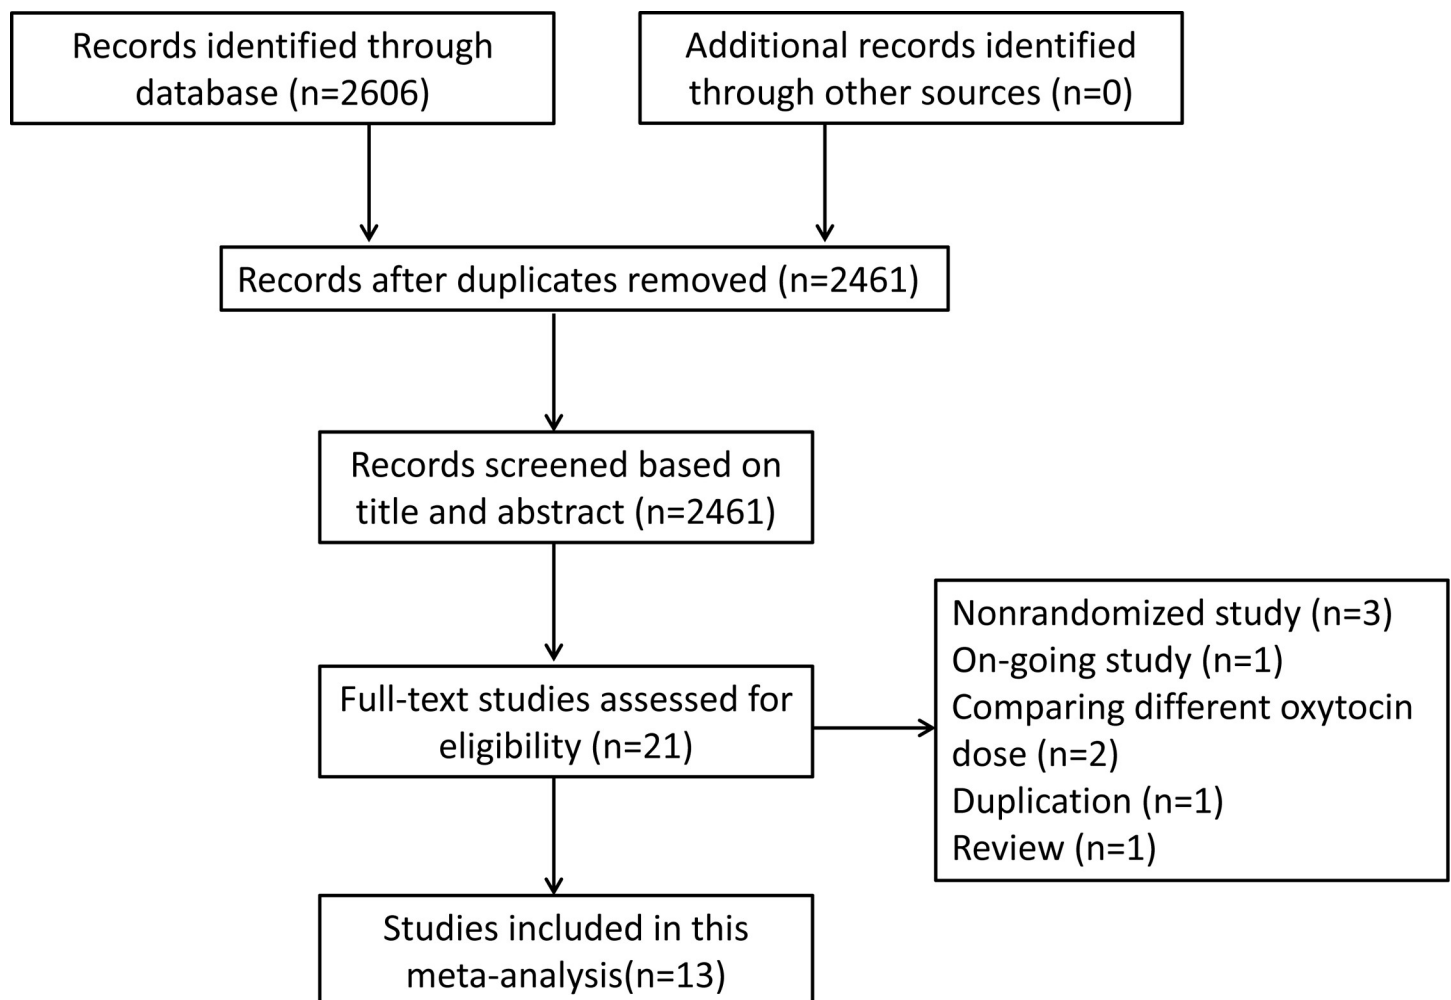 Records identified through
database (n=2606)
Additional records identified
through other sources (n=0)
Records after duplicates removed (n=2461)
Records screened based on
title and abstract (n=2461)
Full-text studies assessed for
eligibility (n=21)
Nonrandomized study (n=3)
On-going study (n=1)
Comparing different oxytocin
dose (n=2)
Duplication (n=1)
Review (n=1)
Studies included in this
meta-analysis(n=13)